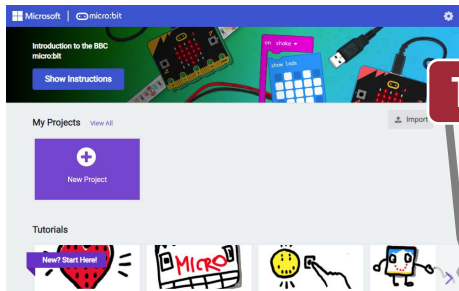 Microsoft | micro:bit
Introduction to the BBC
micro:bit
Show Instructions
on shake
show leds
My Projects View All
Import
New Project
Tutorials
New? Start Here!
MICRO